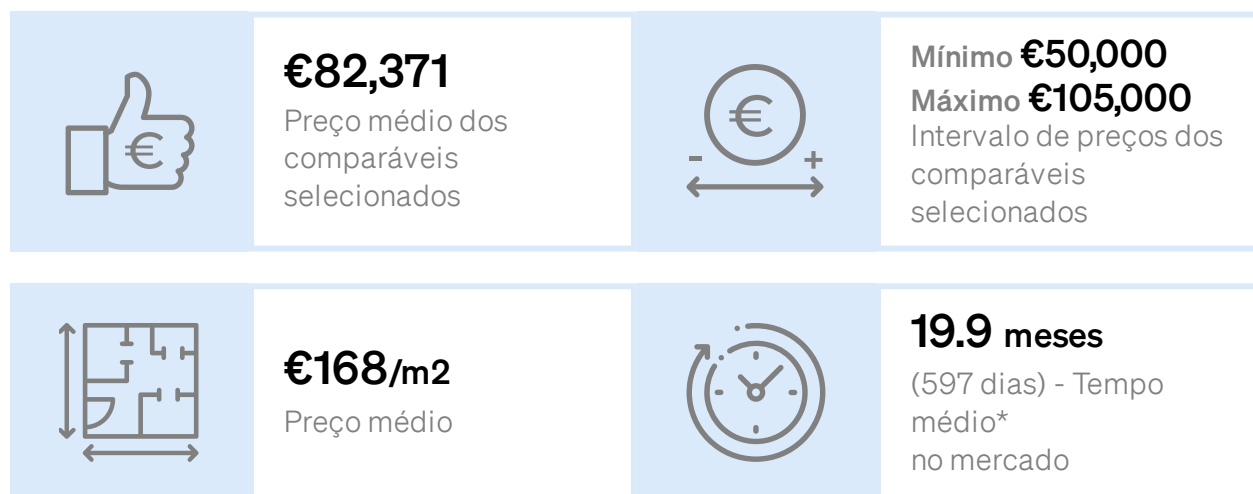 €82,371
Preço médio dos
comparáveis
selecionados
Mínimo €50,000
Máximo €105,000
Intervalo de preços dos
comparáveis
selecionados
€
€
- +
€168/m2
Preço médio
19.9 meses
(597 dias) - Tempo
médio*
no mercado